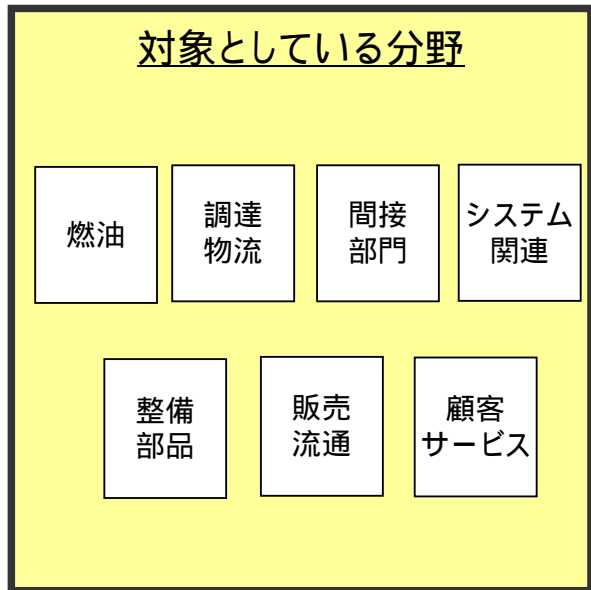 対象としている分野
燃油
調達
物流
間接
部門
システム
関連
整備
部品
販売
流通
顧客
サービス